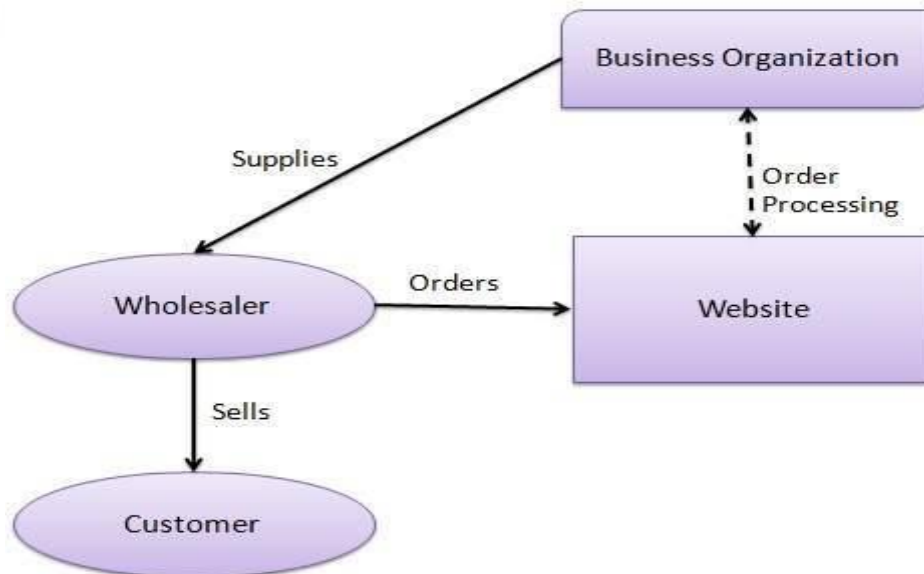 Business Organization
Supplies
Order
Processing
Wholesaler
Orders
Website
Sells
Customer